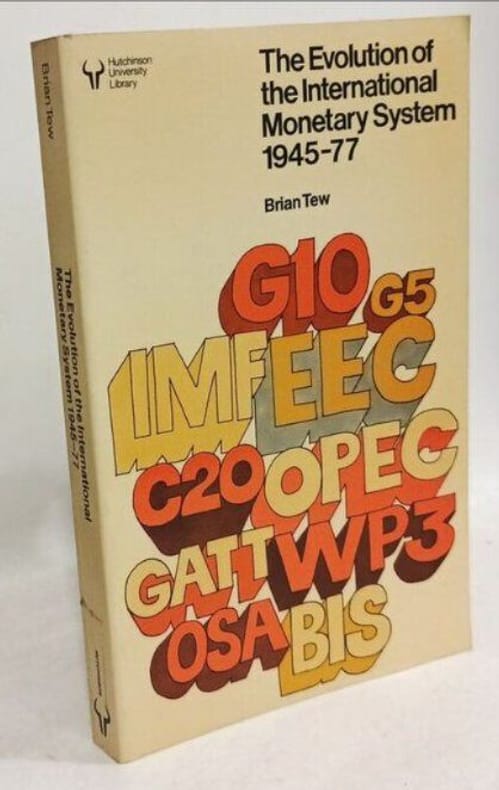 Hutchinson
University
Library
The Evolution of
the International
Monetary System
1945-77
Brian Tew
G10 G5
IMF EEC
C20 OPEC
GATT WP3
OSA BIS
Brian Tew
The Evolution of the International
Monetary System 1945-77